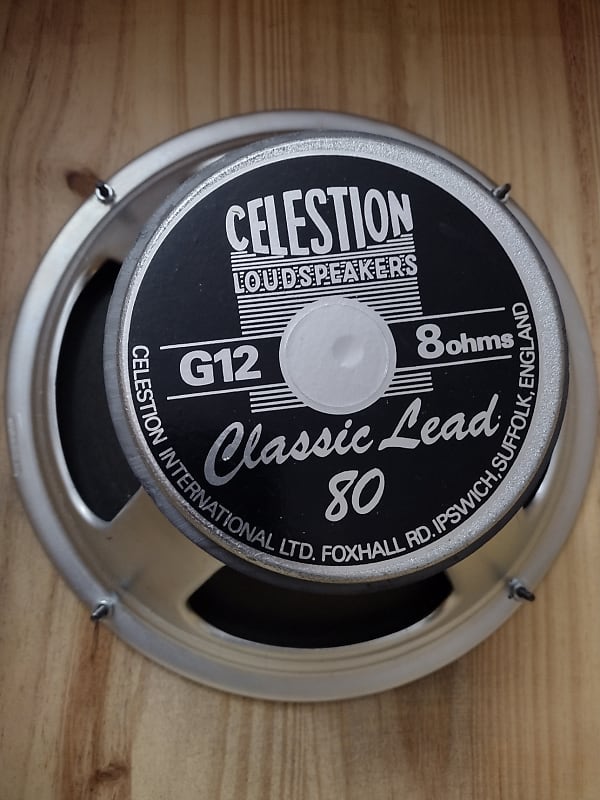 CELESTION
LOUDSPEAKERS
G12
8ohms
Classic Lead
80
CELESTION INTERNATIONAL LTD. FOXHALL RD. IPSWICH, SUFFOLK, ENGLAND